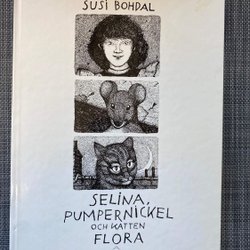 SUSI BOHDAL
SELINA,
PUMPERNICKEL
OCH KATTEN
FLORA